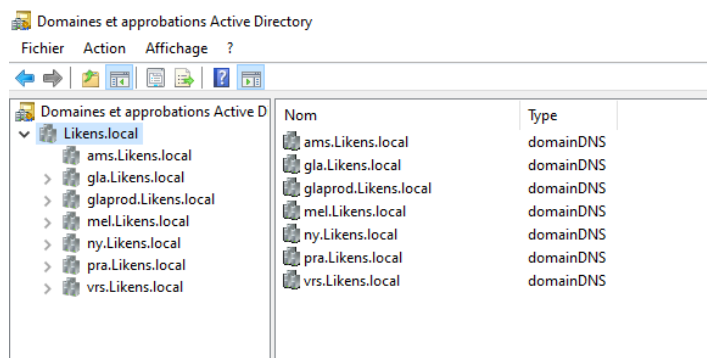 Domaines et approbations Active Directory
Fichier Action Affichage ?
Domaines et approbations Active D
Likens.local
ams.Likens.local
gla.Likens.local
glaprod.Likens.local
mel.Likens.local
ny.Likens.local
pra.Likens.local
vrs.Likens.local
Nom Type
ams.Likens.local domainDNS
gla.Likens.local domainDNS
glaprod.Likens.local domainDNS
mel.Likens.local domainDNS
ny.Likens.local domainDNS
pra.Likens.local domainDNS
vrs.Likens.local domainDNS